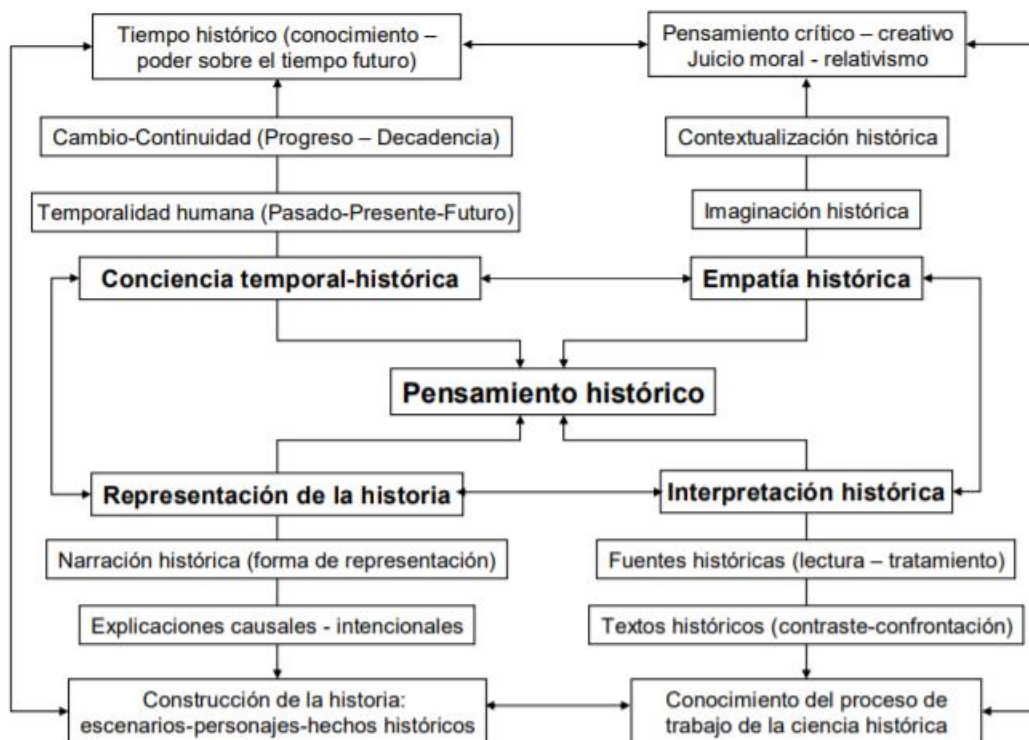 Tiempo histórico (conocimiento –
poder sobre el tiempo futuro)
Pensamiento crítico – creativo
Juicio moral - relativismo
Cambio-Continuidad (Progreso – Decadencia)
Contextualización histórica
Temporalidad humana (Pasado-Presente-Futuro)
Imaginación histórica
Conciencia temporal-histórica
Empatía histórica
Pensamiento histórico
Representación de la historia
Interpretación histórica
Narración histórica (forma de representación)
Fuentes históricas (lectura – tratamiento)
Explicaciones causales - intencionales
Textos históricos (contraste-confrontación)
Construcción de la historia:
escenarios-personajes-hechos históricos
Conocimiento del proceso de
trabajo de la ciencia histórica